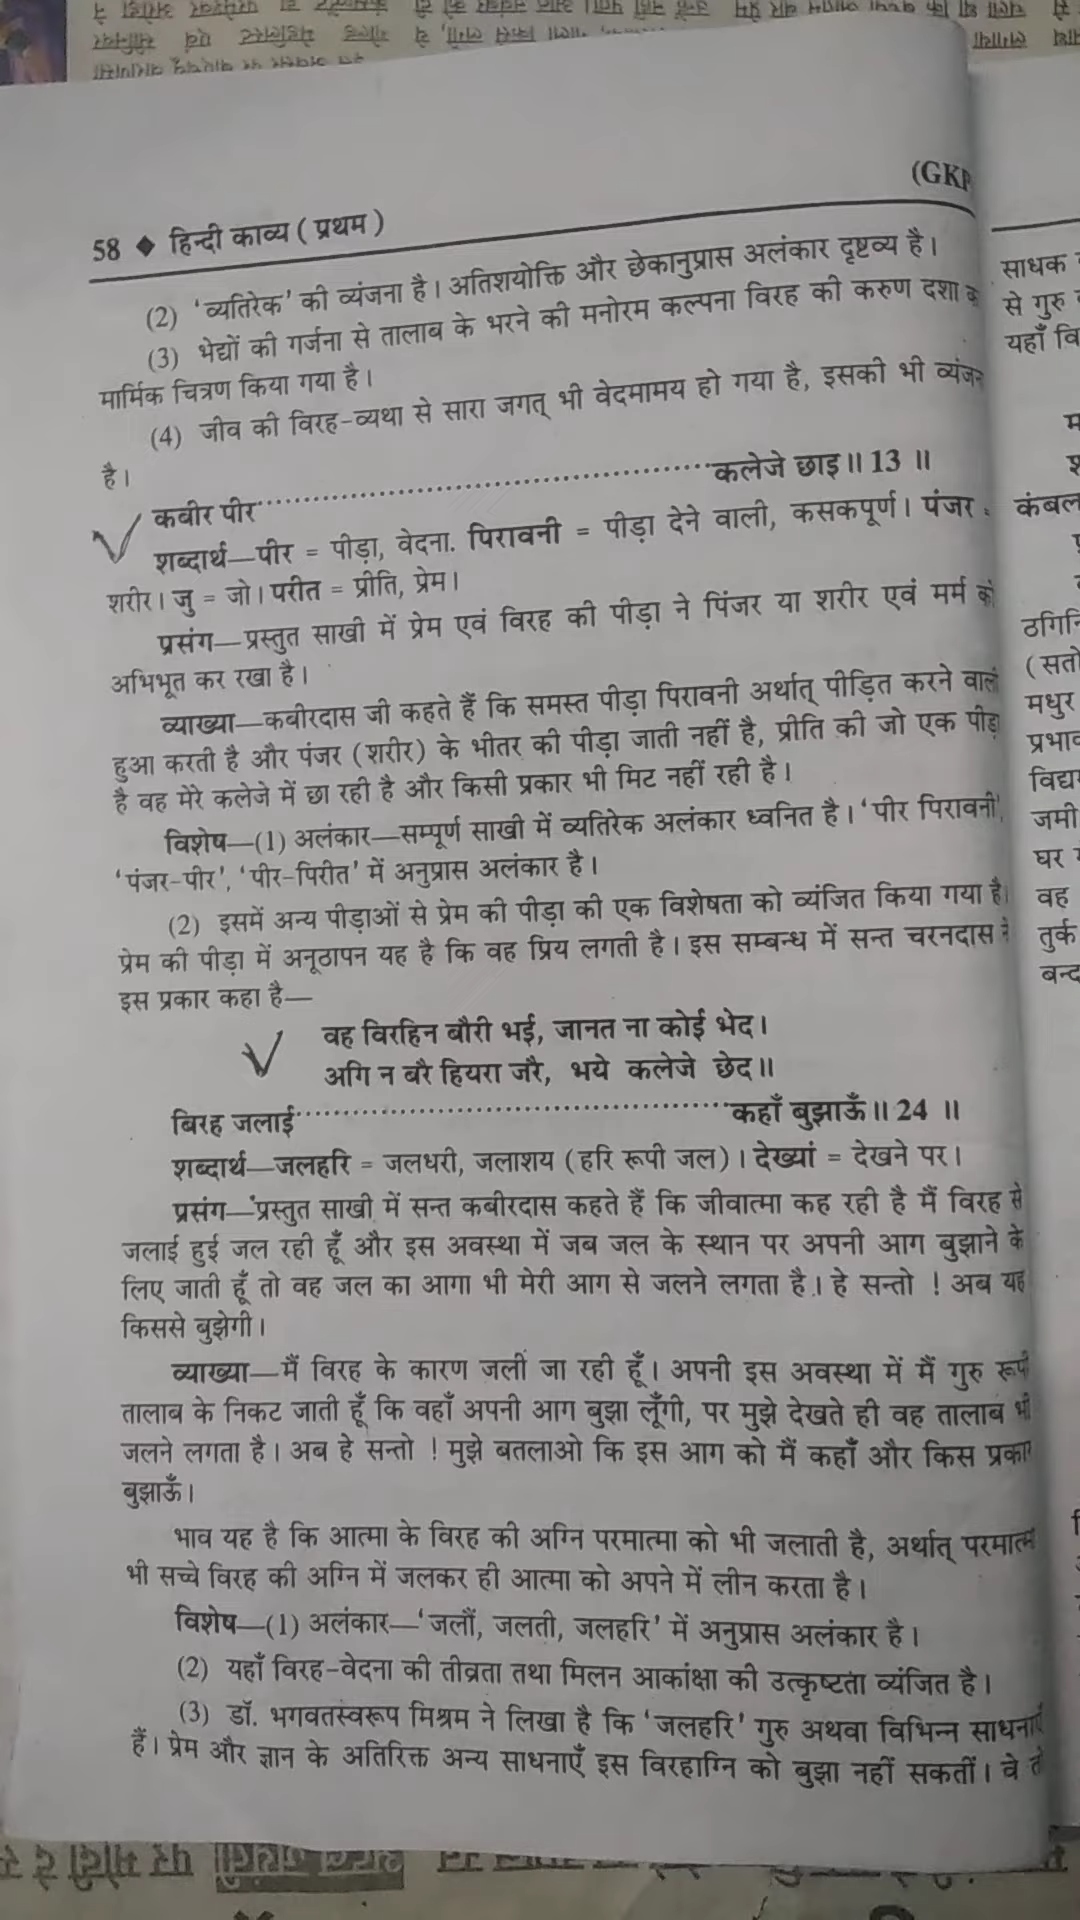 (GKP
58 ◆ हिन्दी काव्य ( प्रथम )
(2) 'व्यतिरेक' की व्यंजना है। अतिशयोक्ति और छेकानुप्रास अलंकार दृष्टव्य है।
(3) भेद्यों की गर्जना से तालाब के भरने की मनोरम कल्पना विरह की करुण दशा
मार्मिक चित्रण किया गया है।
(4) जीव की विरह-व्यथा से सारा जगत् भी वेदमामय हो गया है, इसकी भी
है।
कबीर पीर..........कलेजे छाइ॥ 13 ॥
शब्दार्थ—पीर = पीड़ा, वेदना. पिरावनी = पीड़ा देने वाली, कसकपूर्ण। पंजर
शरीर। जु = जो। परीत = प्रीति, प्रेम।
प्रसंग—प्रस्तुत साखी में प्रेम एवं विरह की पीड़ा ने पिंजर या शरीर एवं मर्म को
अभिभूत कर रखा है।
व्याख्या—कबीरदास जी कहते हैं कि समस्त पीड़ा पिरावनी अर्थात् पीड़ित करने वाली
हुआ करती है और पंजर (शरीर) के भीतर की पीड़ा जाती नहीं है, प्रीति की जो एक पीड़ा
है वह मेरे कलेजे में छा रही है और किसी प्रकार भी मिट नहीं रही है।
विशेष—(1) अलंकार—सम्पूर्ण साखी में व्यतिरेक अलंकार ध्वनित है। 'पीर पिरावनी',
'पंजर-पीर', 'पीर-पिरीत' में अनुप्रास अलंकार है।
(2) इसमें अन्य पीड़ाओं से प्रेम की पीड़ा की एक विशेषता को व्यंजित किया गया है।
प्रेम की पीड़ा में अनूठापन यह है कि वह प्रिय लगती है। इस सम्बन्ध में सन्त चरनदास ने
इस प्रकार कहा है—
वह विरहिन बौरी भई, जानत ना कोई भेद।
अगि न बरै हियरा जरै, भये कलेजे छेद॥
बिरह जलाई..........कहाँ बुझाऊँ॥ 24 ॥
शब्दार्थ—जलहरि = जलधरी, जलाशय (हरि रूपी जल)। देख्यां = देखने पर।
प्रसंग—'प्रस्तुत साखी में सन्त कबीरदास कहते हैं कि जीवात्मा कह रही है मैं विरह से
जलाई हुई जल रही हूँ और इस अवस्था में जब जल के स्थान पर अपनी आग बुझाने के
लिए जाती हूँ तो वह जल का आगा भी मेरी आग से जलने लगता है। हे सन्तो ! अब यह
किससे बुझेगी।
व्याख्या—मैं विरह के कारण जली जा रही हूँ। अपनी इस अवस्था में मैं गुरु रूपी
तालाब के निकट जाती हूँ कि वहाँ अपनी आग बुझा लूँगी, पर मुझे देखते ही वह तालाब भी
जलने लगता है। अब हे सन्तो ! मुझे बतलाओ कि इस आग को मैं कहाँ और किस प्रकार
बुझाऊँ।
भाव यह है कि आत्मा के विरह की अग्नि परमात्मा को भी जलाती है, अर्थात् परमात्मा
भी सच्चे विरह की अग्नि में जलकर ही आत्मा को अपने में लीन करता है।
विशेष—(1) अलंकार—'जलौं, जलती, जलहरि' में अनुप्रास अलंकार है।
(2) यहाँ विरह-वेदना की तीव्रता तथा मिलन आकांक्षा की उत्कृष्टता व्यंजित है।
(3) डॉ. भगवतस्वरूप मिश्रम ने लिखा है कि 'जलहरि' गुरु अथवा विभिन्न साधनाएँ
हैं। प्रेम और ज्ञान के अतिरिक्त अन्य साधनाएँ इस विरहाग्नि को बुझा नहीं सकतीं। वे तो
साधक
से गुरु
यहाँ
कंबल
ठगिनि
मधुर
जमी
घर
वह
तुर्क